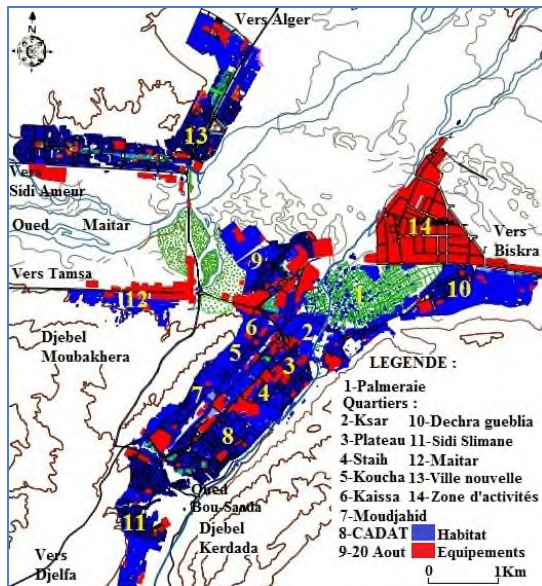 Vers Alger
N
13
Vers
Sidi Ameur
Oued Maitar
14
Vers
Biskra
9
Vers Tamsa
12
1
10
6
2
Djebel
Moubakhera
5
3
7
4
8
Oued
Bou-Saada
11
Djebel
Kerdada
Vers
Djelfa
LEGENDE :
1-Palmeraie
Quartiers :
2-Ksar 10-Dechra gueblia
3-Plateau 11-Sidi Slimane
4-Staih 12-Maitar
5-Koucha 13-Ville nouvelle
6-Kaissa 14-Zone d'activités
7-Moudjahid
8-CADAT Habitat
9-20 Aout Equipements
0 1Km